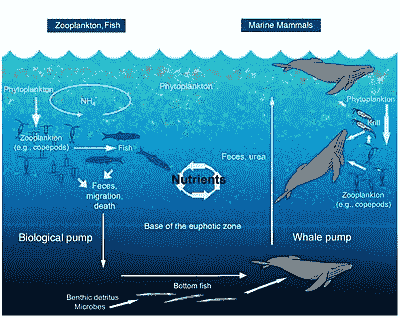 Zooplankton, Fish
Marine Mammals
Phytoplankton
NH₄
Phytoplankton
Phytoplankton
Krill
Zooplankton
(e.g., copepods)
Fish
Feces, urea
Nutrients
Feces,
migration,
death
Zooplankton
(e.g., copepods)
Base of the euphotic zone
Biological pump
Whale pump
Bottom fish
Benthic detritus
Microbes